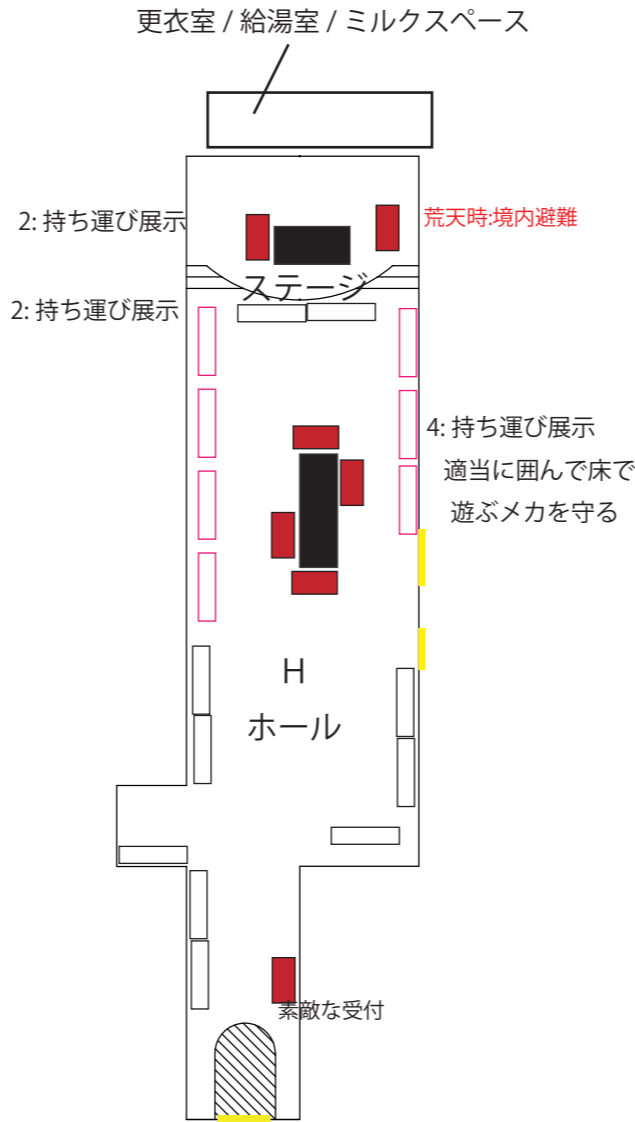 更衣室 / 給湯室 / ミルクスペース
2: 持ち運び展示
荒天時:境内避難
ステージ
2: 持ち運び展示
4: 持ち運び展示
適当に囲んで床で
遊ぶメカを守る
H
ホール
素敵な受付